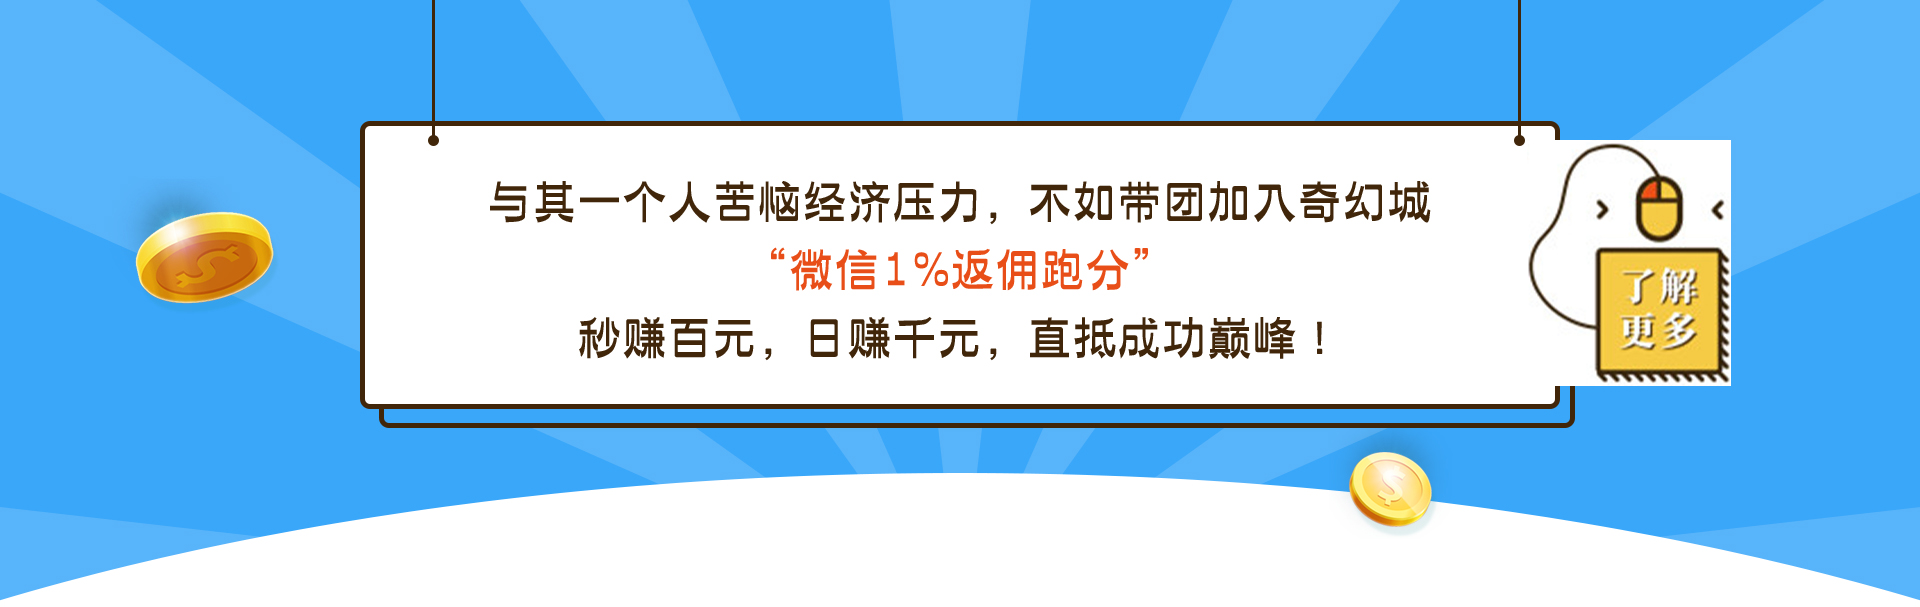 与其一个人苦恼经济压力，不如带团加入奇幻城
“微信1%返佣跑分”
秒赚百元，日赚千元，直抵成功巅峰！
了解
更多